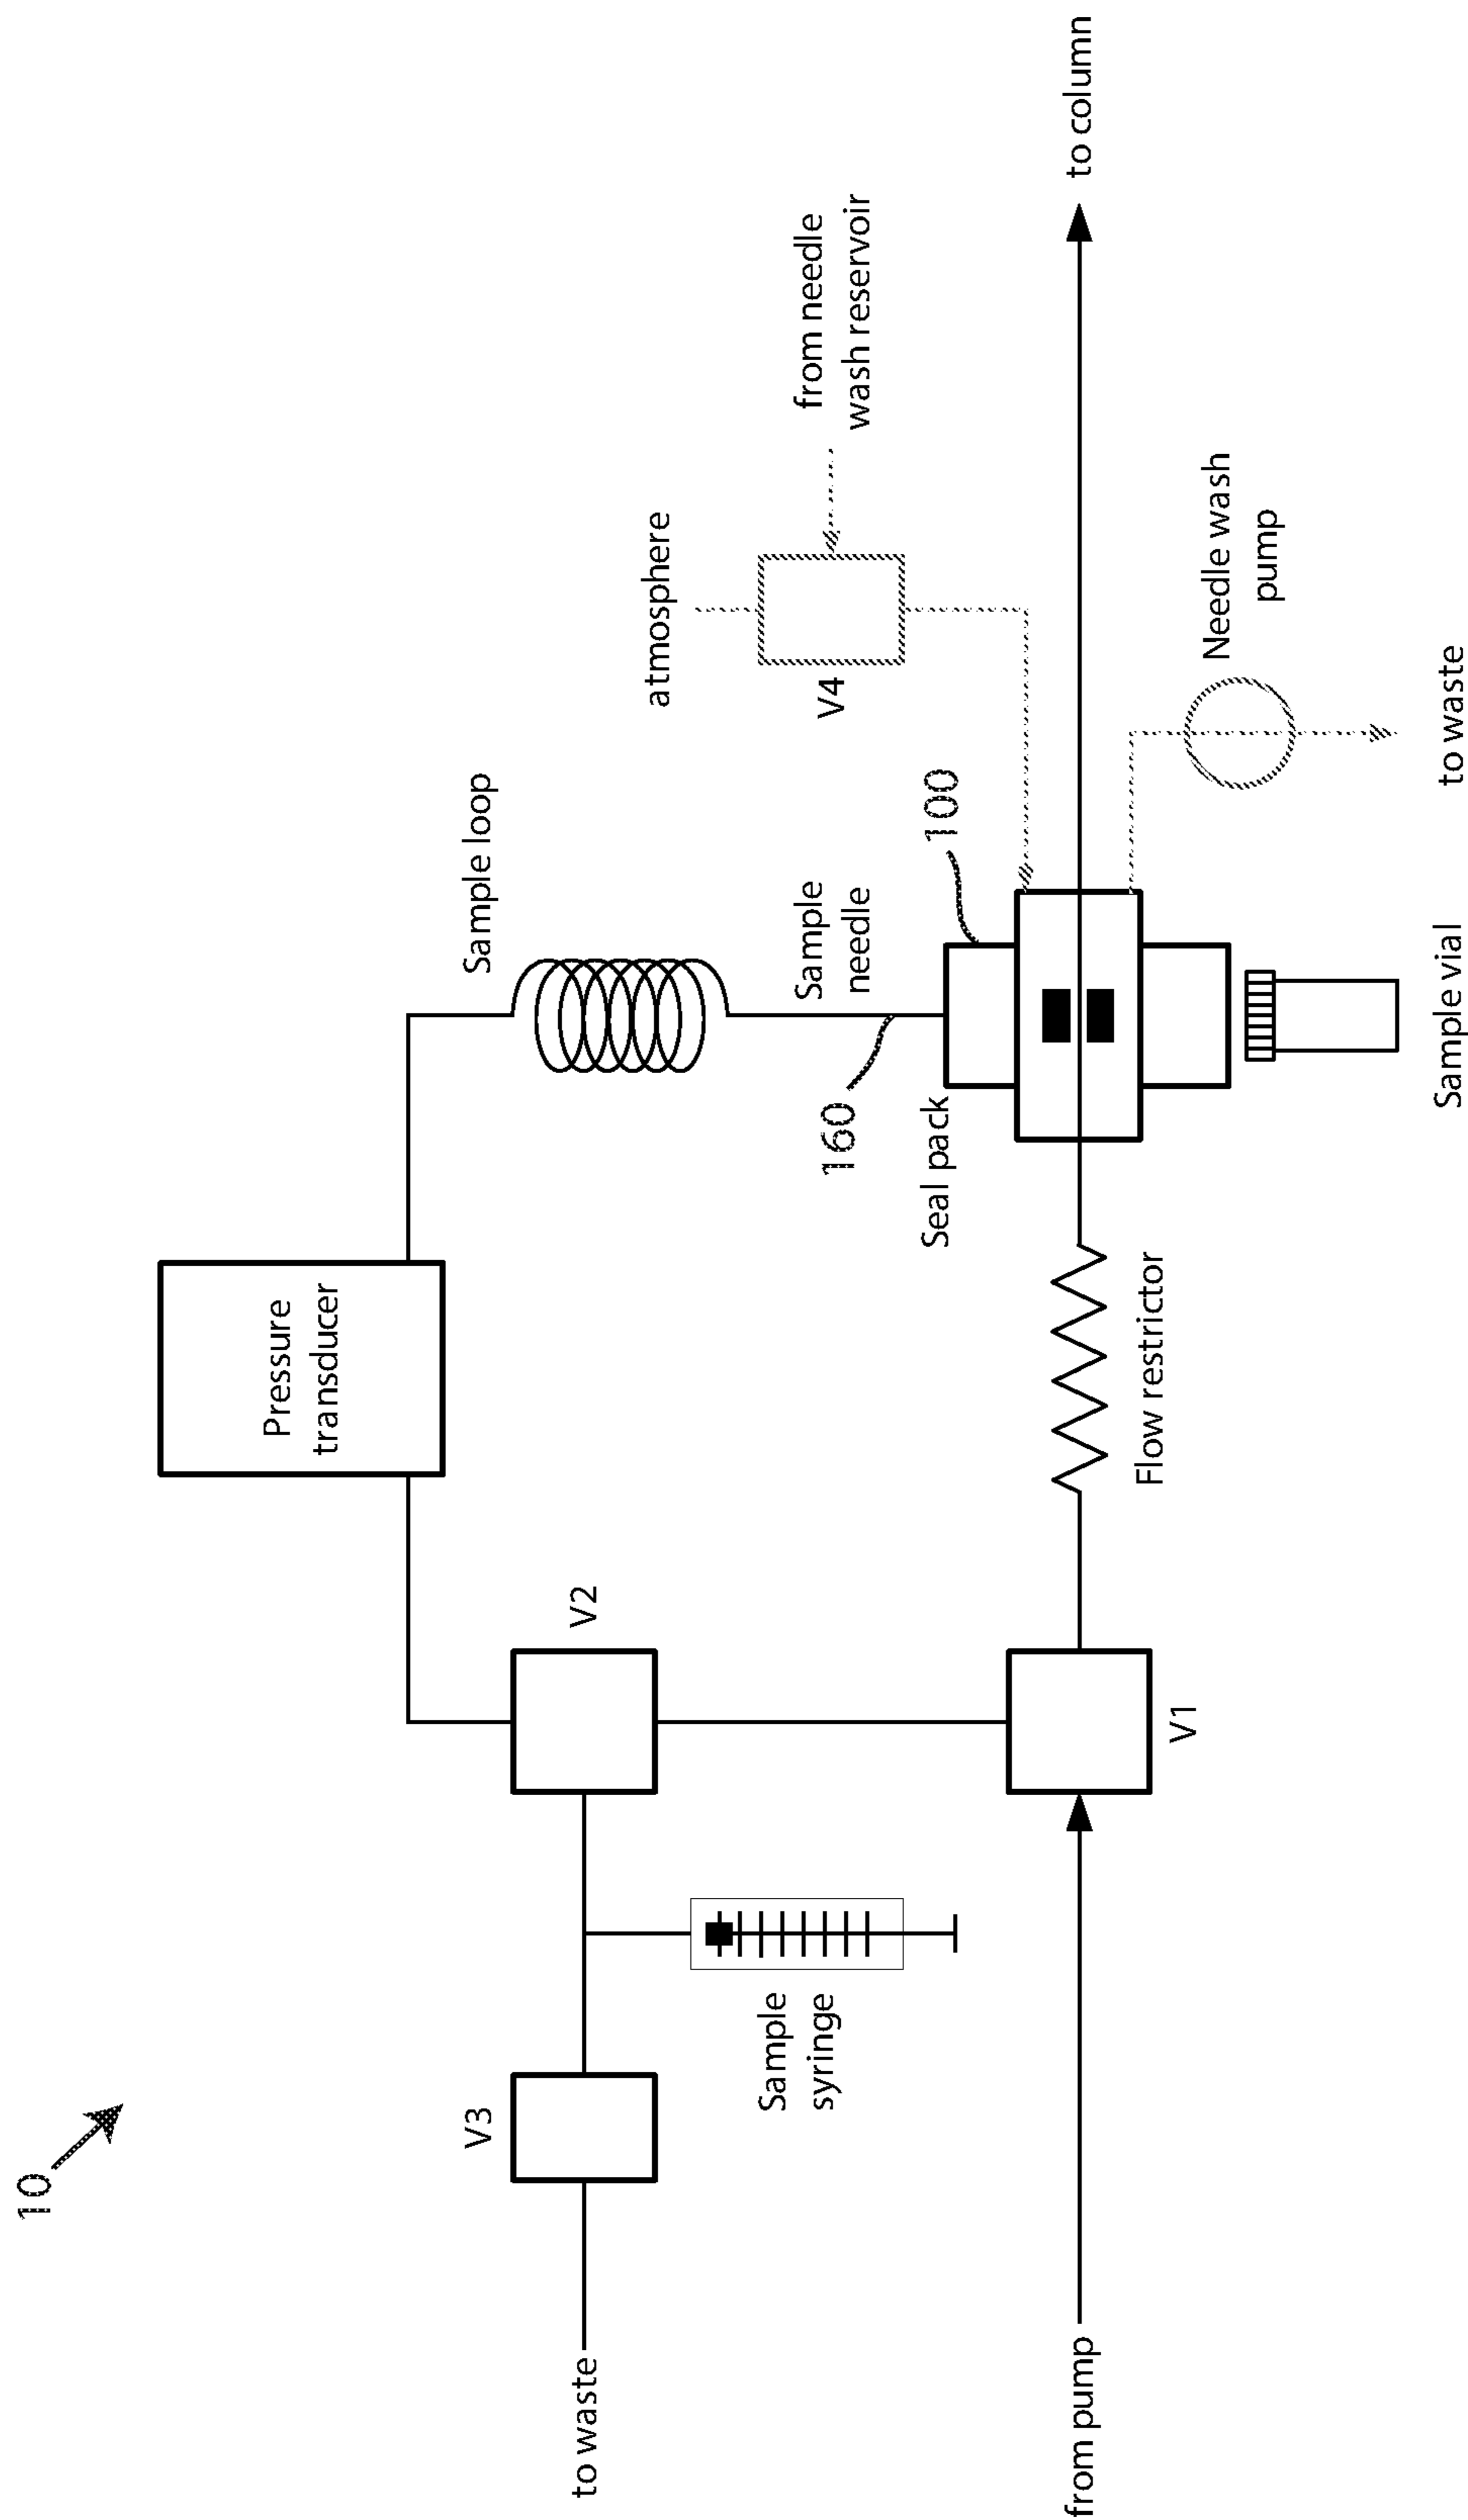 10
Pressure
transducer
Sample loop
V3
V2
to waste
atmosphere
from needle
wash reservoir
V4
Sample
syringe
Sample
needle
160
Seal pack
100
from pump
V1
Flow restrictor
to column
Needle wash
pump
Sample vial
to waste